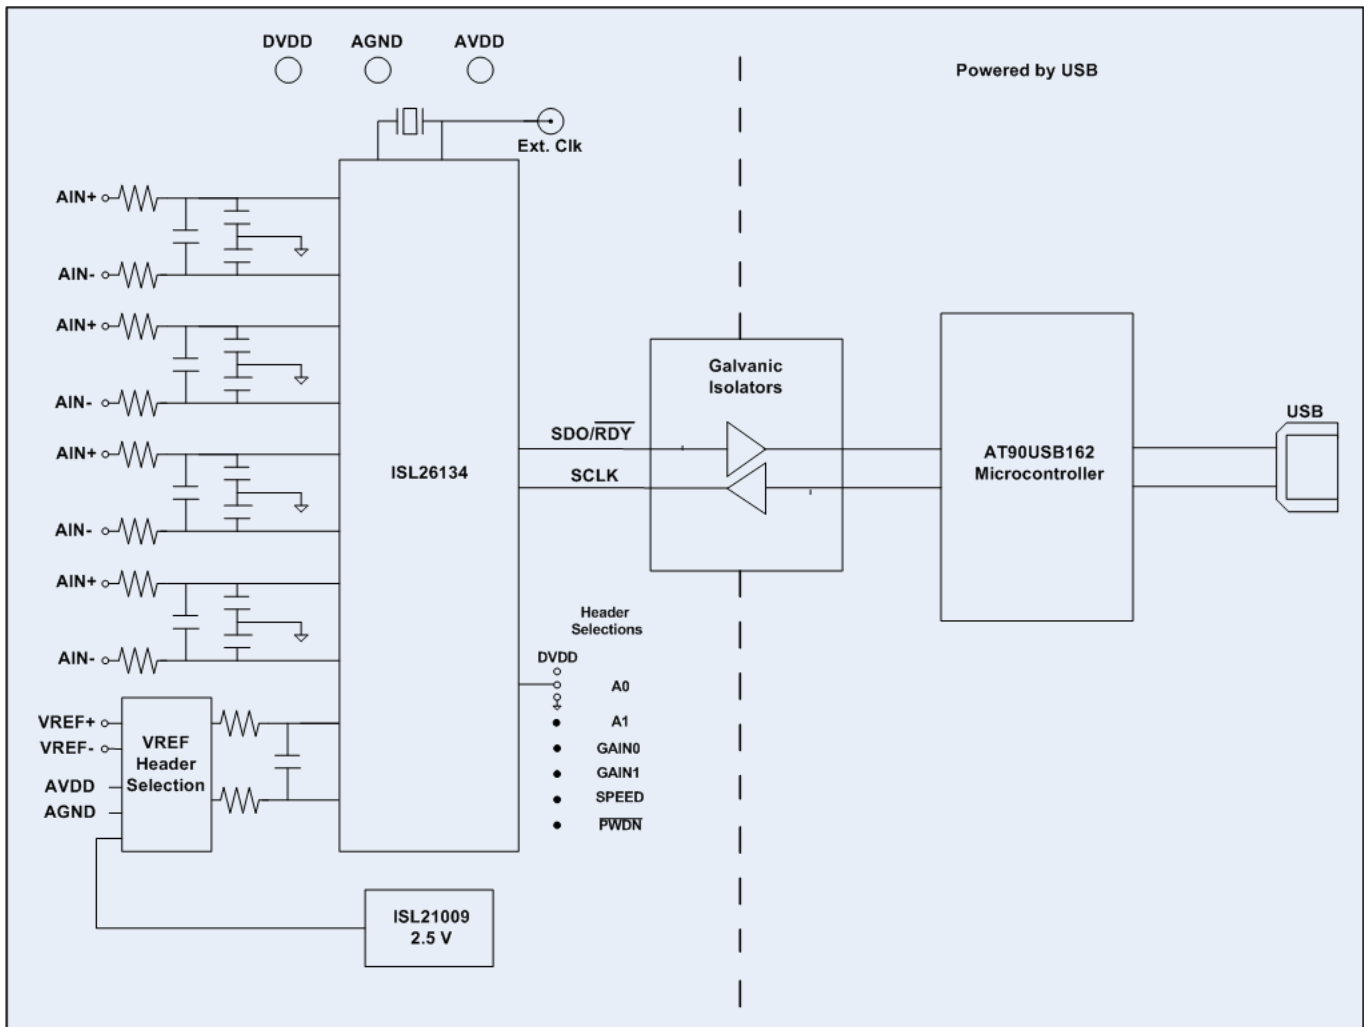 DVDD
AGND
AVDD
Powered by USB
Ext. Clk
AIN+
AIN-
AIN+
AIN-
AIN+
AIN-
AIN+
AIN-
ISL26134
SDO/RDY
SCLK
Galvanic
Isolators
AT90USB162
Microcontroller
USB
Header
Selections
DVDD
A0
A1
GAIN0
GAIN1
SPEED
PWDN
VREF+
VREF-
AVDD
AGND
VREF
Header
Selection
ISL21009
2.5 V